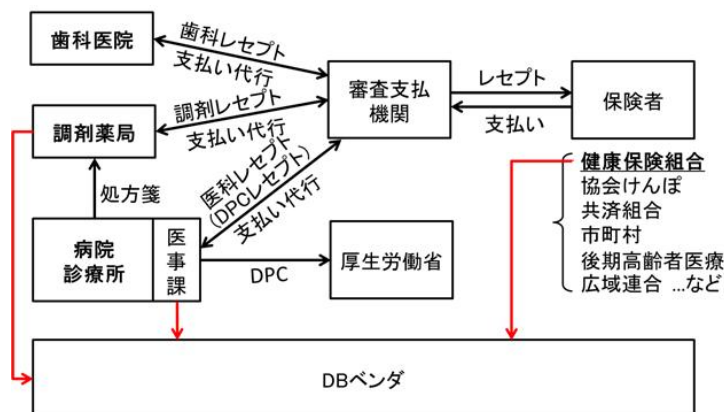 歯科医院
歯科レセプト
支払い代行
審査支払
機関
レセプト
支払い
保険者
調剤薬局
調剤レセプト
支払い代行
処方箋
医科レセプト
(DPCレセプト)
支払い代行
健康保険組合
協会けんぽ
共済組合
市町村
後期高齢者医療
広域連合 …など
病院
診療所
医事課
DPC
厚生労働省
DBベンダ